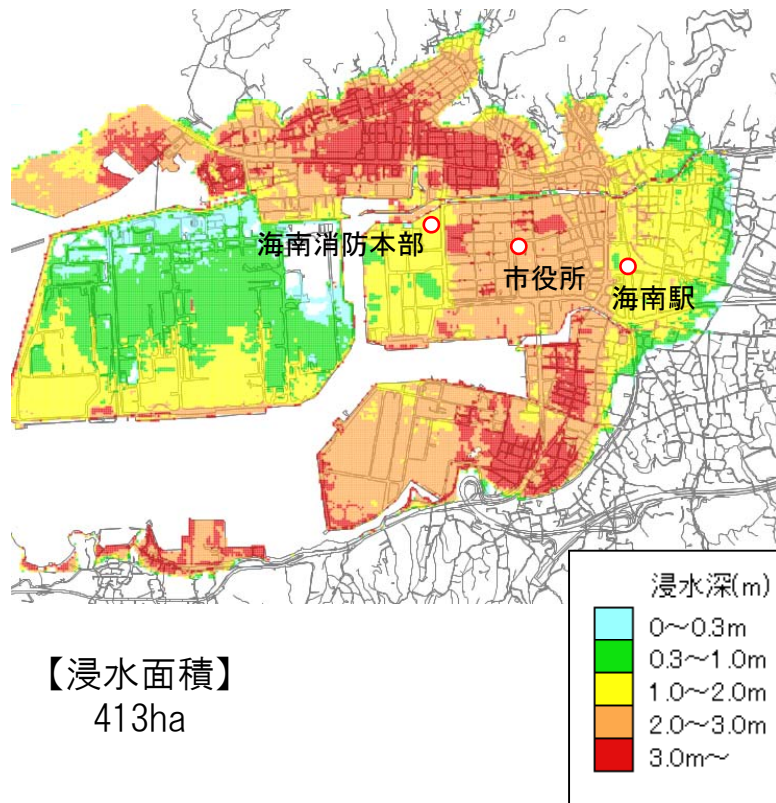 海南消防本部
市役所
海南駅
浸水深(m)
0～0.3m
0.3～1.0m
1.0～2.0m
2.0～3.0m
3.0m～
【浸水面積】
413ha